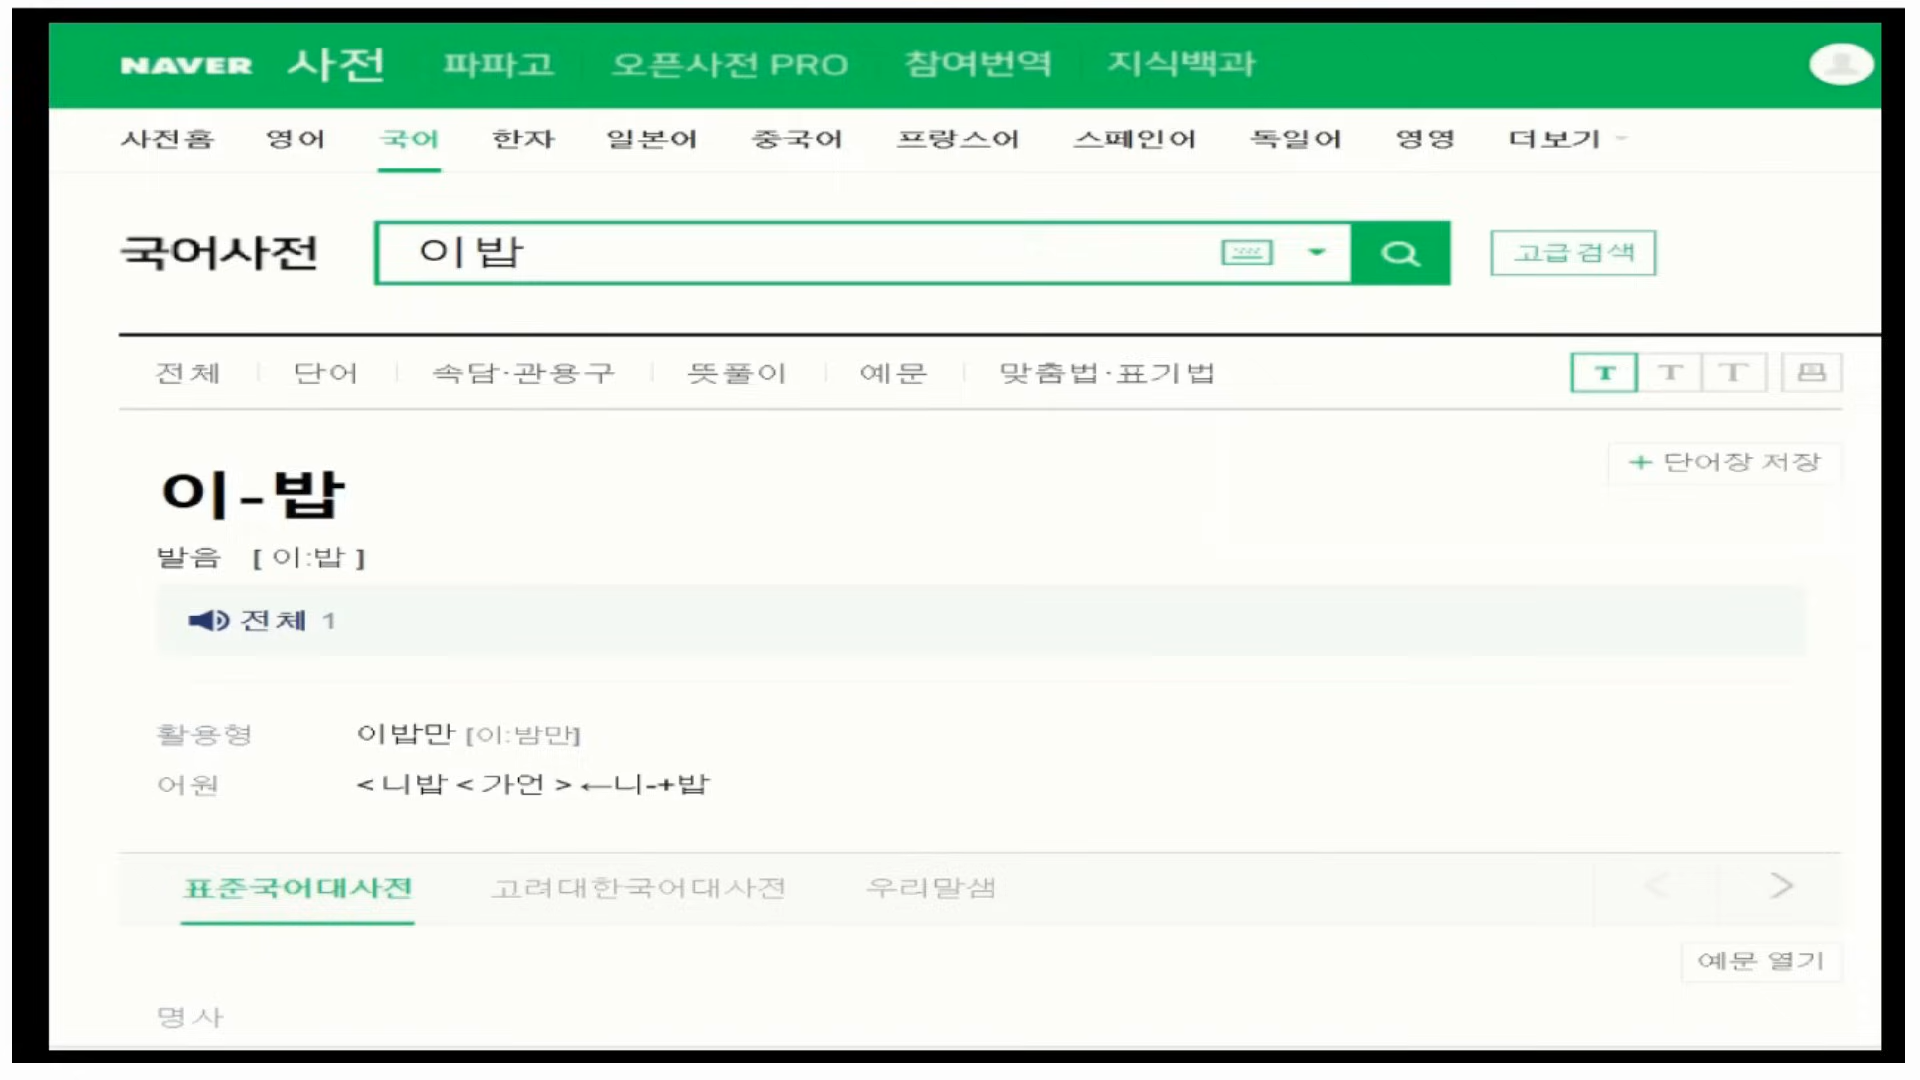 NAVER 사전 파파고 오픈사전 PRO 참여번역 지식백과
사전홈 영어 국어 한자 일본어 중국어 프랑스어 스페인어 독일어 영영 더보기
국어사전 이밥 고급검색
전체 단어 속담·관용구 뜻풀이 예문 맞춤법·표기법 T T T
+ 단어장 저장
이-밥
발음 [ 이:밥 ]
전체 1
활용형 이밥만 [이:밤만]
어원 < 니밥 < 가언 > ←니-+밥
표준국어대사전 고려대한국어대사전 우리말샘
예문 열기
명사